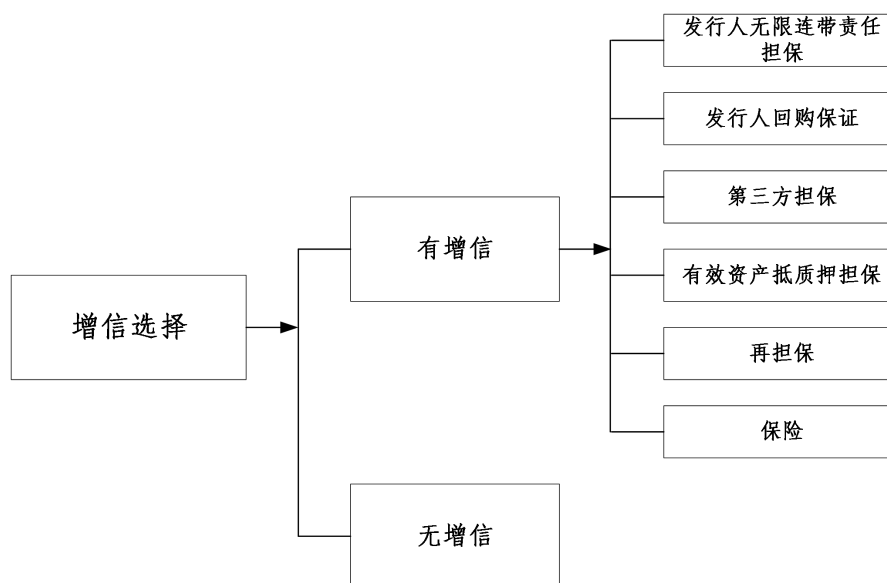 增信选择
有增信
无增信
发行人无限连带责任
担保
发行人回购保证
第三方担保
有效资产抵质押担保
再担保
保险